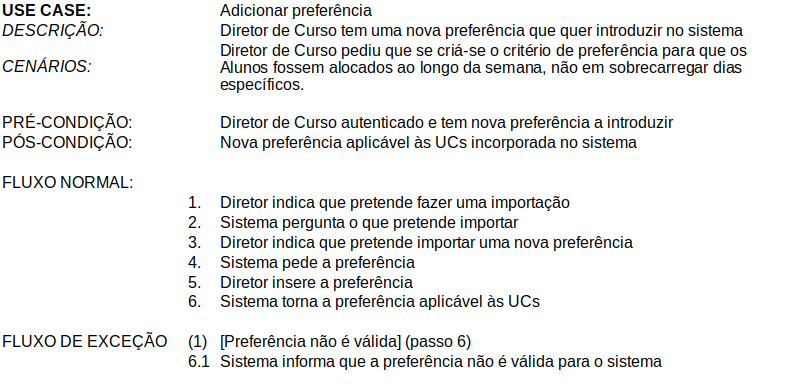 USE CASE: Adicionar preferência
DESCRIÇÃO: Diretor de Curso tem uma nova preferência que quer introduzir no sistema
Diretor de Curso pediu que se criá-se o critério de preferência para que os
CENÁRIOS: Alunos fossem alocados ao longo da semana, não em sobrecarregar dias
específicos.
PRÉ-CONDIÇÃO: Diretor de Curso autenticado e tem nova preferência a introduzir
PÓS-CONDIÇÃO: Nova preferência aplicável às UCs incorporada no sistema
FLUXO NORMAL:
1. Diretor indica que pretende fazer uma importação
2. Sistema pergunta o que pretende importar
3. Diretor indica que pretende importar uma nova preferência
4. Sistema pede a preferência
5. Diretor insere a preferência
6. Sistema torna a preferência aplicável às UCs
FLUXO DE EXCEÇÃO (1) [Preferência não é válida] (passo 6)
6.1 Sistema informa que a preferência não é válida para o sistema